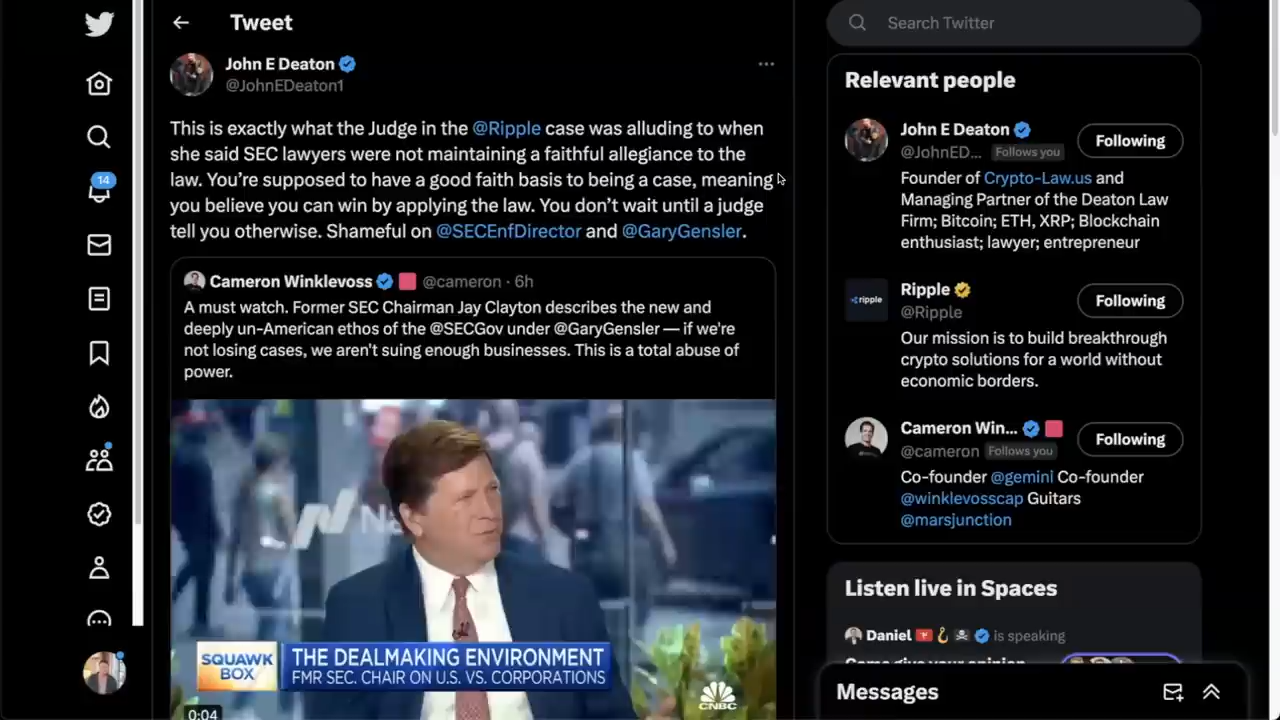 Tweet
John E Deaton
@JohnEDeaton1
This is exactly what the Judge in the @Ripple case was alluding to when
she said SEC lawyers were not maintaining a faithful allegiance to the
law. You’re supposed to have a good faith basis to being a case, meaning
you believe you can win by applying the law. You don’t wait until a judge
tell you otherwise. Shameful on @SECEnfDirector and @GaryGensler.
Cameron Winklevoss @cameron · 6h
A must watch. Former SEC Chairman Jay Clayton describes the new and
deeply un-American ethos of the @SECGov under @GaryGensler — if we're
not losing cases, we aren't suing enough businesses. This is a total abuse of
power.
Na
SQUAWK
BOX
THE DEALMAKING ENVIRONMENT
FMR SEC. CHAIR ON U.S. VS. CORPORATIONS
CNBC
0:04
14
Search Twitter
Relevant people
John E Deaton
@JohnED... Follows you
Following
Founder of Crypto-Law.us and
Managing Partner of the Deaton Law
Firm; Bitcoin; ETH, XRP; Blockchain
enthusiast; lawyer; entrepreneur
ripple
Ripple
@Ripple
Following
Our mission is to build breakthrough
crypto solutions for a world without
economic borders.
Cameron Win...
@cameron Follows you
Following
Co-founder @gemini Co-founder
@winklevosscap Guitars
@marsjunction
Listen live in Spaces
Daniel is speaking
Come give your opinion
Messages